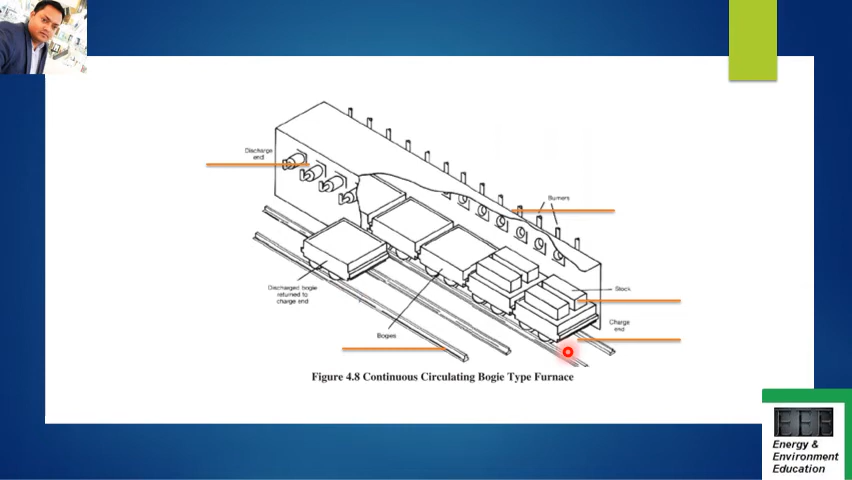 Discharge
end
Burners
Stock
Discharged bogie
returned to
charge end
Charge
end
Bogies
Figure 4.8 Continuous Circulating Bogie Type Furnace
EEE
Energy &
Environment
Education